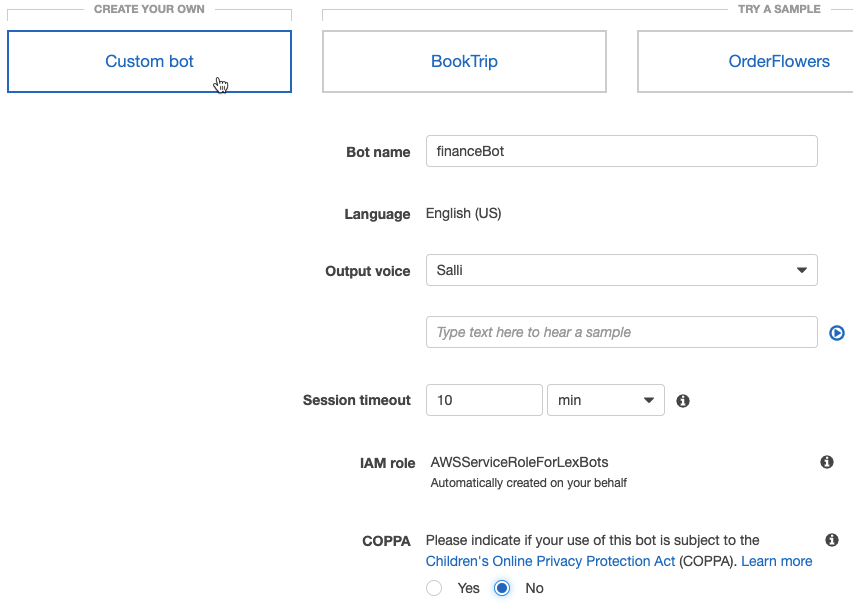 CREATE YOUR OWN
TRY A SAMPLE
Custom bot
BookTrip
OrderFlowers
Bot name
financeBot
Language
English (US)
Output voice
Salli
Type text here to hear a sample
Session timeout
10
min
IAM role
AWSServiceRoleForLexBots
Automatically created on your behalf
COPPA
Please indicate if your use of this bot is subject to the
Children's Online Privacy Protection Act (COPPA). Learn more
Yes
No